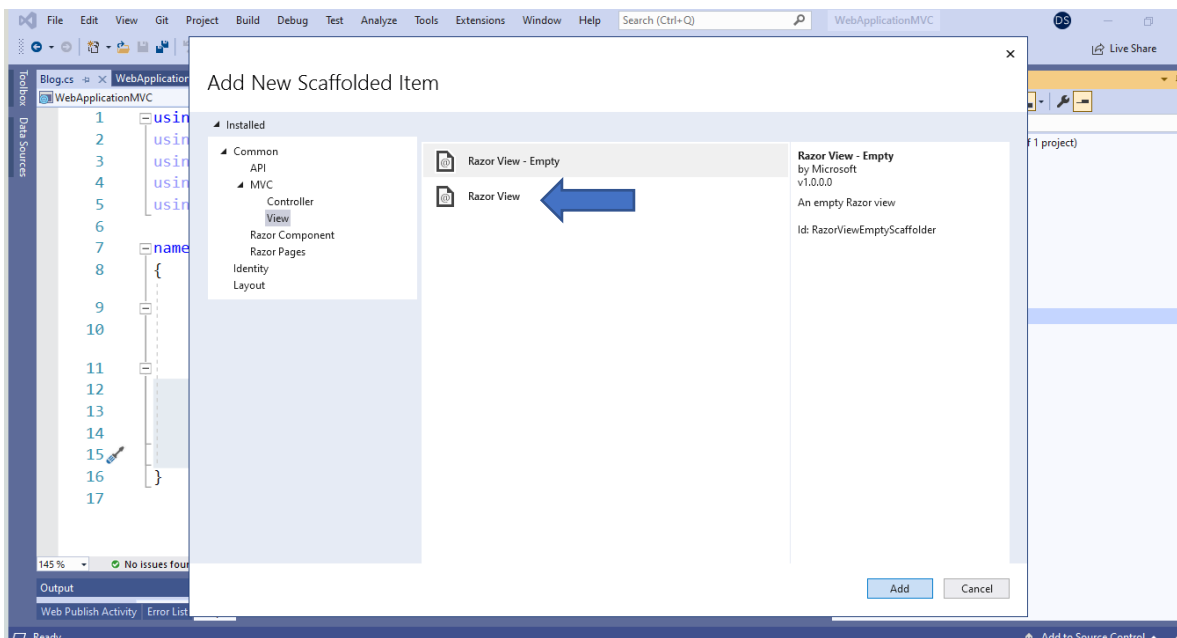 File Edit View Git Project Build Debug Test Analyze Tools Extensions Window Help Search (Ctrl+Q) WebApplicationMVC DS
Live Share
Toolbox
Data Sources
Blog.cs WebApplication
WebApplicationMVC
1 usin
2 usin
3 usin
4 usin
5 usin
6
7 name
8 {
9
10
11
12
13
14
15
16 }
17
145 % No issues foun
Output
Web Publish Activity Error List
Ready
Add New Scaffolded Item
Installed
Common
API
MVC
Controller
View
Razor Component
Razor Pages
Identity
Layout
Razor View - Empty
Razor View
Razor View - Empty
by Microsoft
v1.0.0.0
An empty Razor view
Id: RazorViewEmptyScaffolder
Add Cancel
f 1 project)
Add to Source Control